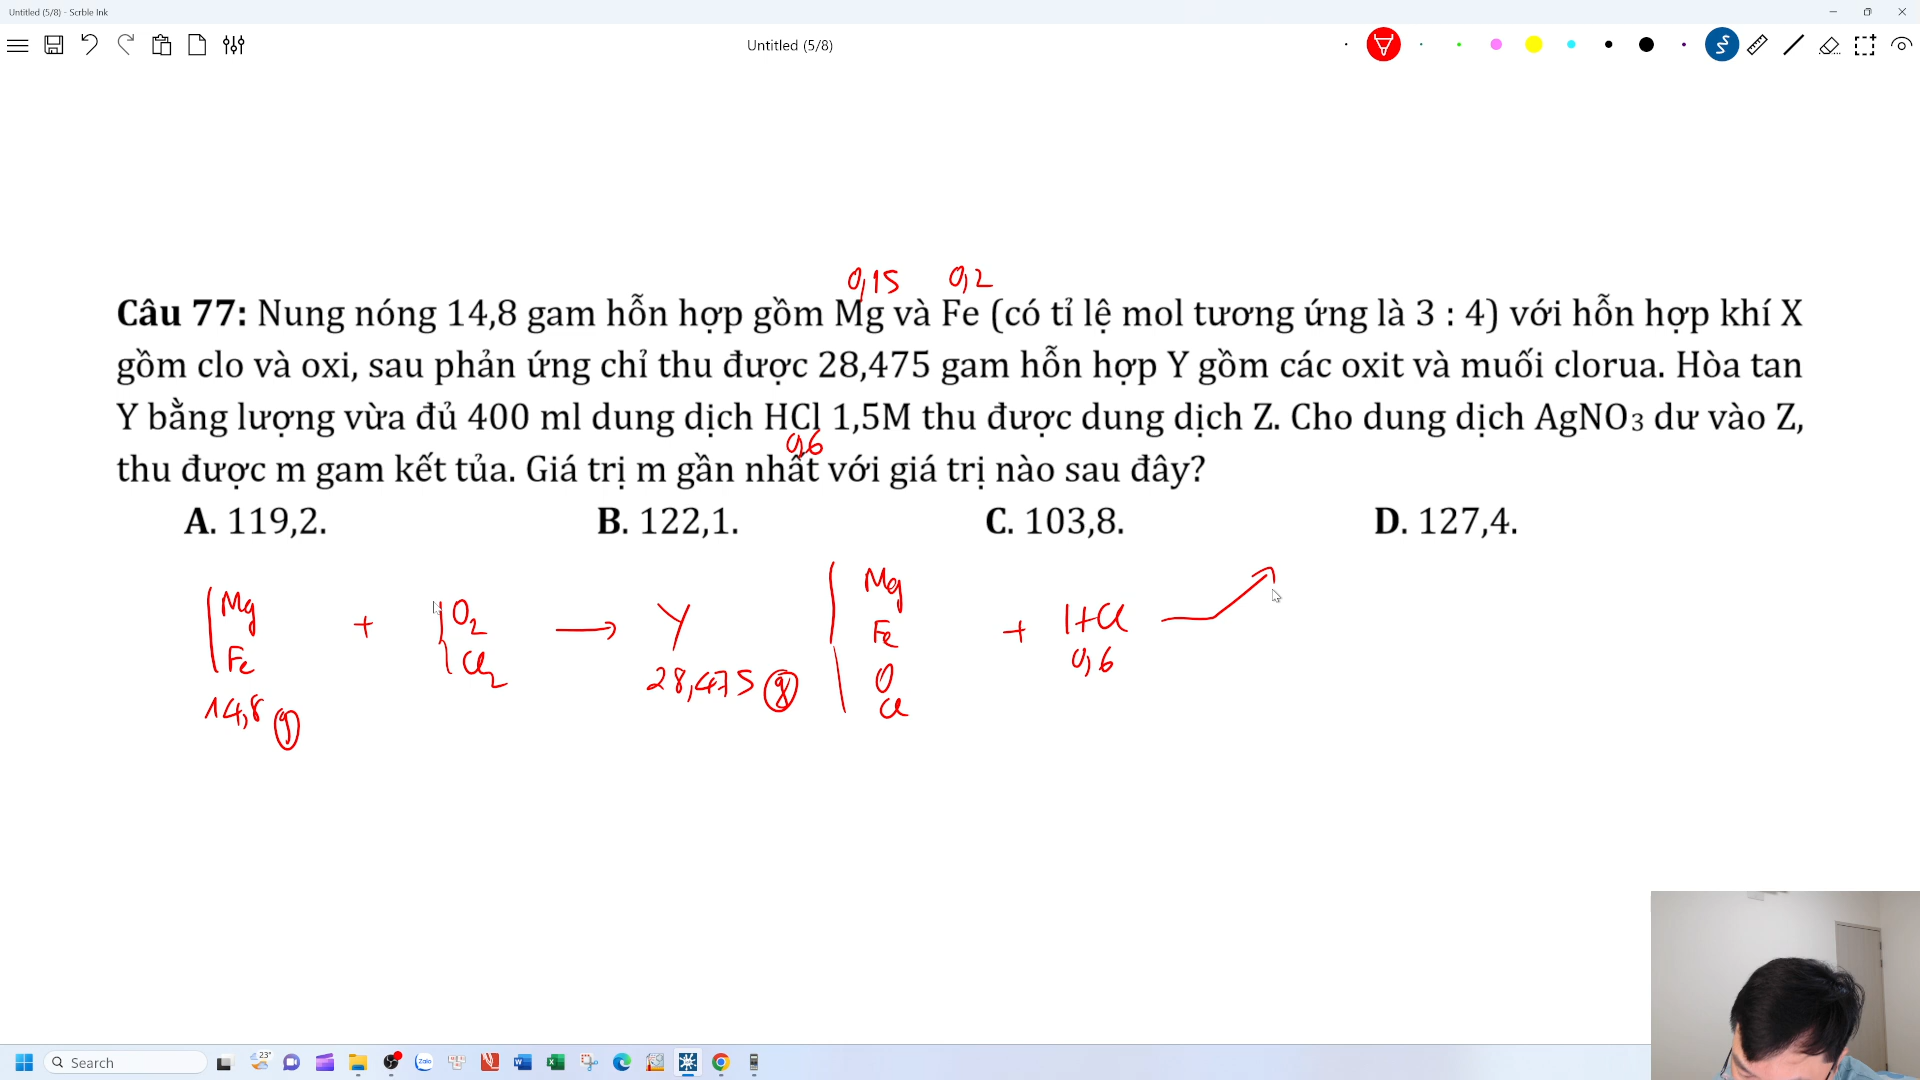 Untitled (5/8) - Scrble Ink
Untitled (5/8)
0,15 0,2
Câu 77: Nung nóng 14,8 gam hỗn hợp gồm Mg và Fe (có tỉ lệ mol tương ứng là 3 : 4) với hỗn hợp khí X
gồm clo và oxi, sau phản ứng chỉ thu được 28,475 gam hỗn hợp Y gồm các oxit và muối clorua. Hòa tan
Y bằng lượng vừa đủ 400 ml dung dịch HCl 1,5M thu được dung dịch Z. Cho dung dịch AgNO3 dư vào Z,
0,6
thu được m gam kết tủa. Giá trị m gần nhất với giá trị nào sau đây?
A. 119,2. B. 122,1. C. 103,8. D. 127,4.
Mg + O2 → Y Mg + HCl
Fe Cl2 28,475 g Fe 0,6
14,8 g O
Cl
23°
Search
Zalo